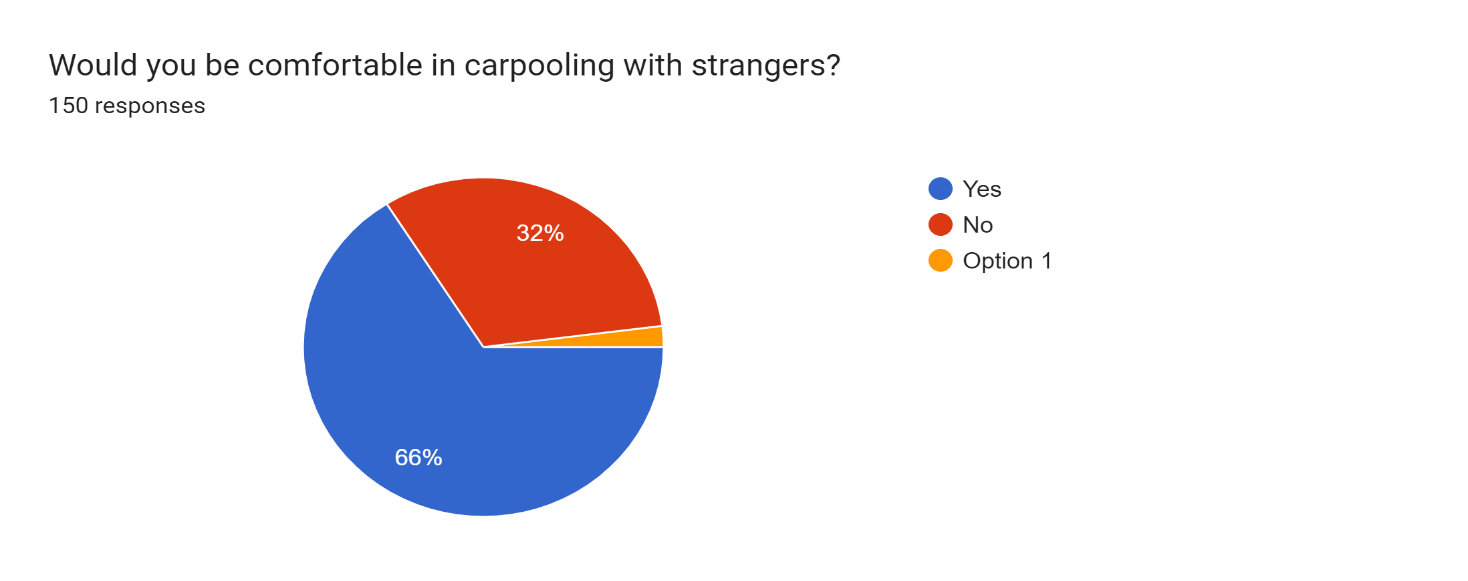 Would you be comfortable in carpooling with strangers?
150 responses
Yes
No
Option 1
32%
66%